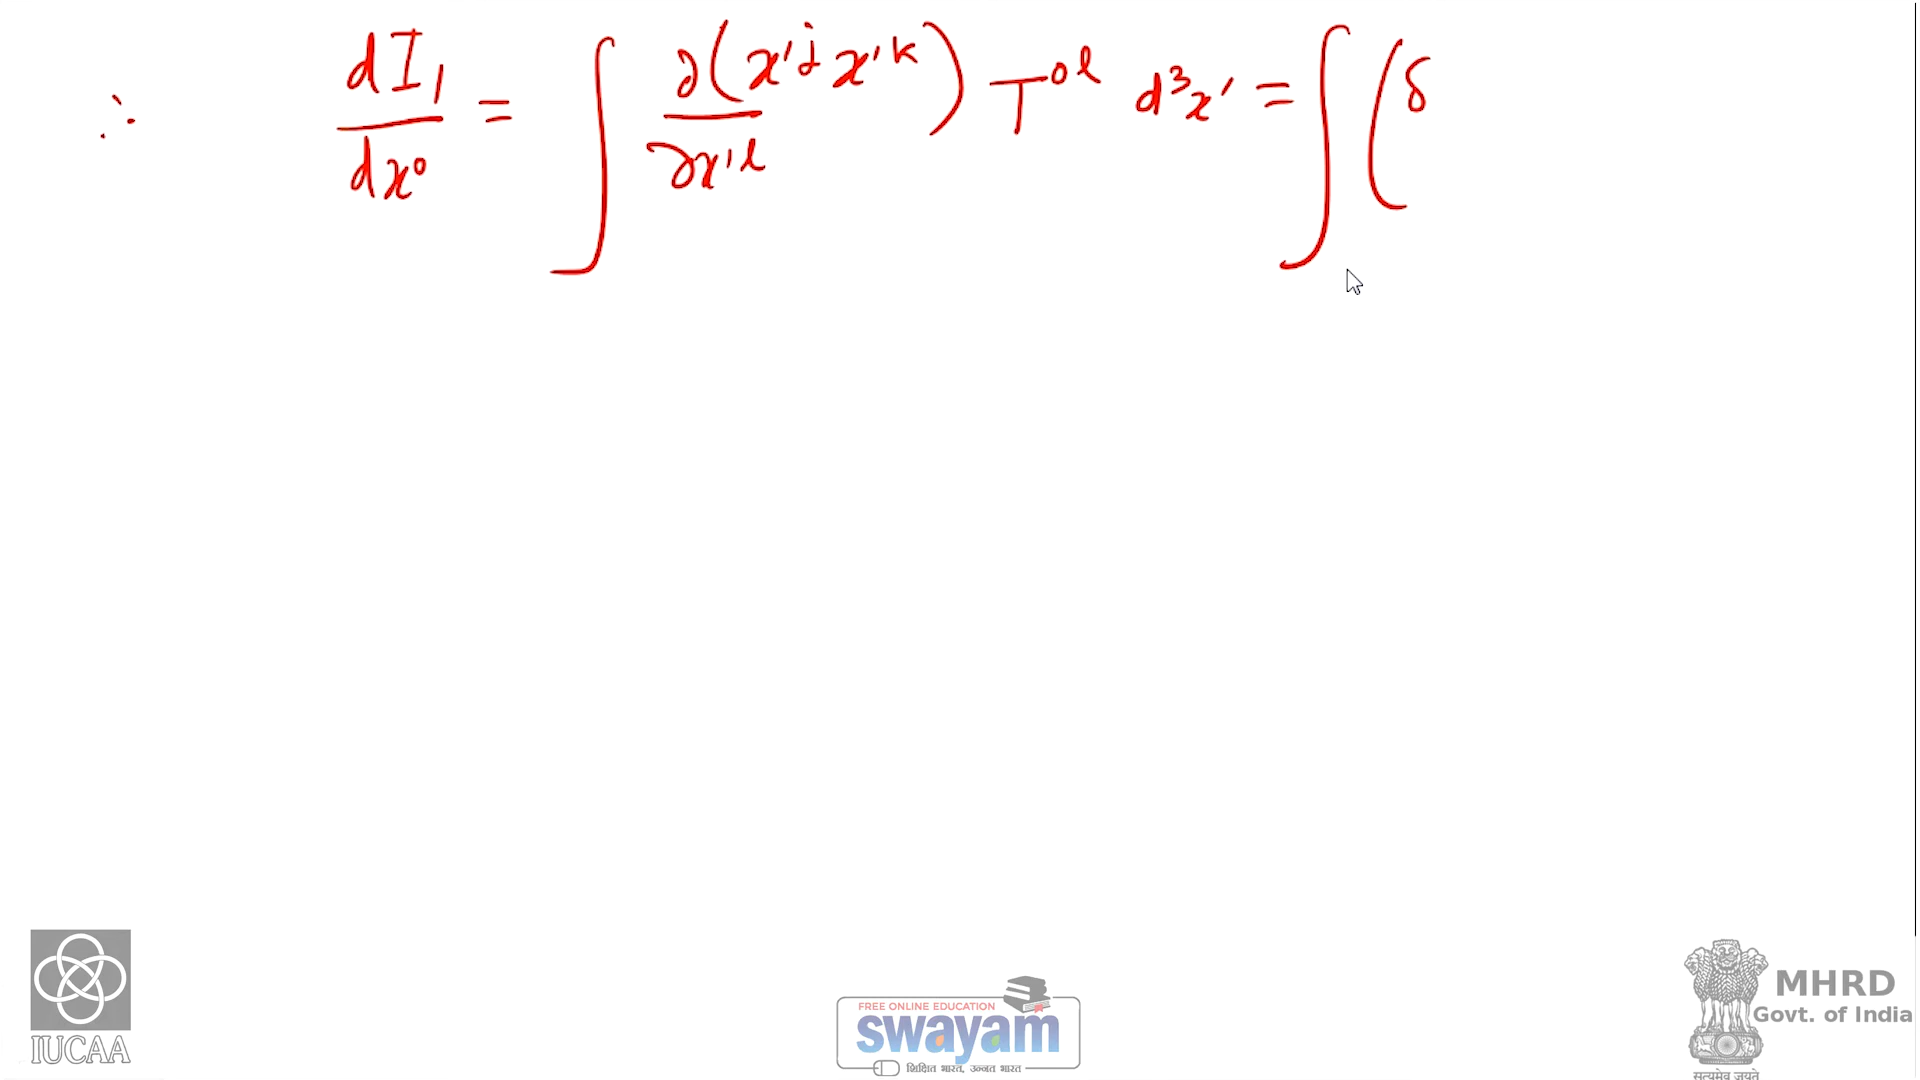 ∴ dI₁/dx⁰ = ∫ ∂(x'ʲ x'ᵏ)/∂x'ˡ T⁰ˡ d³x' = ∫ (δ
IUCAA
FREE ONLINE EDUCATION
swayam
शिक्षित भारत, उन्नत भारत
MHRD
Govt. of India
सत्यमेव जयते